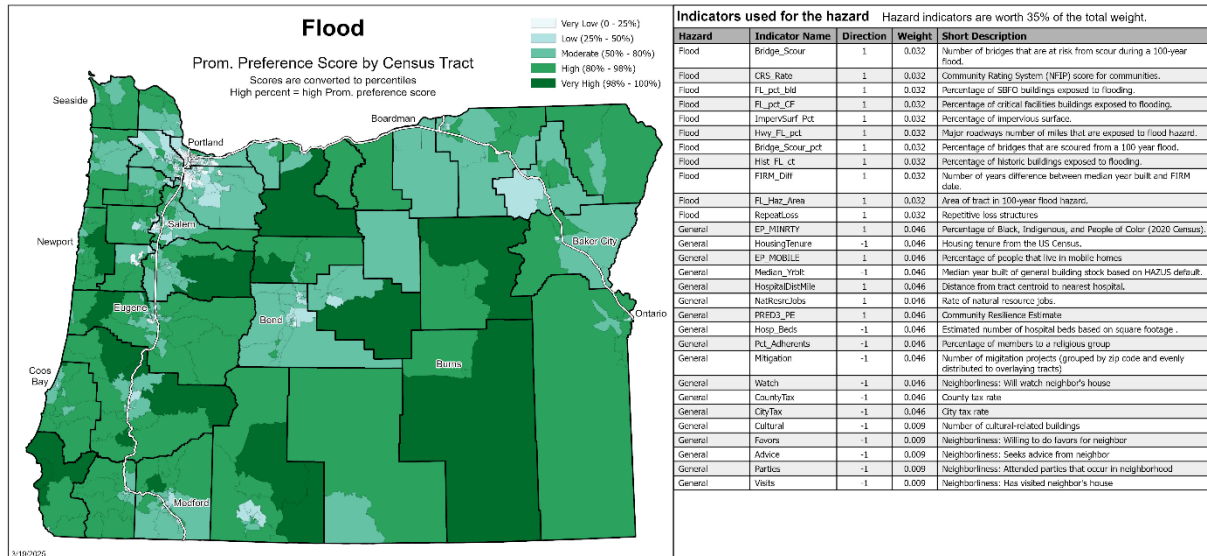 Flood
Prom. Preference Score by Census Tract
Scores are converted to percentiles
High percent = high Prom. preference score
Very Low (0 - 25%)
Low (25% - 50%)
Moderate (50% - 80%)
High (80% - 98%)
Very High (98% - 100%)
Seaside
Portland
Boardman
Salem
Newport
Baker City
Eugene
Bend
Ontario
Burns
Coos
Bay
Medford
3/19/2025
Indicators used for the hazard Hazard indicators are worth 35% of the total weight.
Hazard Indicator Name Direction Weight Short Description
Flood Bridge_Scour 1 0.032 Number of bridges that are at risk from scour during a 100-year
flood.
Flood CRS_Rate 1 0.032 Community Rating System (NFIP) score for communities.
Flood FL_pct_bld 1 0.032 Percentage of SBFO buildings exposed to flooding.
Flood FL_pct_CF 1 0.032 Percentage of critical facilities buildings exposed to flooding.
Flood ImpervSurf_Pct 1 0.032 Percentage of impervious surface.
Flood Hwy_FL_pct 1 0.032 Major roadways number of miles that are exposed to flood hazard.
Flood Bridge_Scour_pct 1 0.032 Percentage of bridges that are scoured from a 100 year flood.
Flood Hist_FL_ct 1 0.032 Percentage of historic buildings exposed to flooding.
Flood FIRM_Diff 1 0.032 Number of years difference between median year built and FIRM
date.
Flood FL_Haz_Area 1 0.032 Area of tract in 100-year flood hazard.
Flood RepeatLoss 1 0.032 Repetitive loss structures
General EP_MINRTY 1 0.046 Percentage of Black, Indigenous, and People of Color (2020 Census).
General HousingTenure -1 0.046 Housing tenure from the US Census.
General EP_MOBILE 1 0.046 Percentage of people that live in mobile homes
General Median_Yrblt -1 0.046 Median year built of general building stock based on HAZUS default.
General HospitalDistMile 1 0.046 Distance from tract centroid to nearest hospital.
General NatResrcJobs 1 0.046 Rate of natural resource jobs.
General PRED3_PE 1 0.046 Community Resilience Estimate
General Hosp_Beds -1 0.046 Estimated number of hospital beds based on square footage .
General Pct_Adherents -1 0.046 Percentage of members to a religious group
General Mitigation -1 0.046 Number of migitation projects (grouped by zip code and evenly
distributed to overlaying tracts)
General Watch -1 0.046 Neighborliness: Will watch neighbor's house
General CountyTax -1 0.046 County tax rate
General CityTax -1 0.046 City tax rate
General Cultural -1 0.009 Number of cultural-related buildings
General Favors -1 0.009 Neighborliness: Willing to do favors for neighbor
General Advice -1 0.009 Neighborliness: Seeks advice from neighbor
General Parties -1 0.009 Neighborliness: Attended parties that occur in neighborhood
General Visits -1 0.009 Neighborliness: Has visited neighbor's house